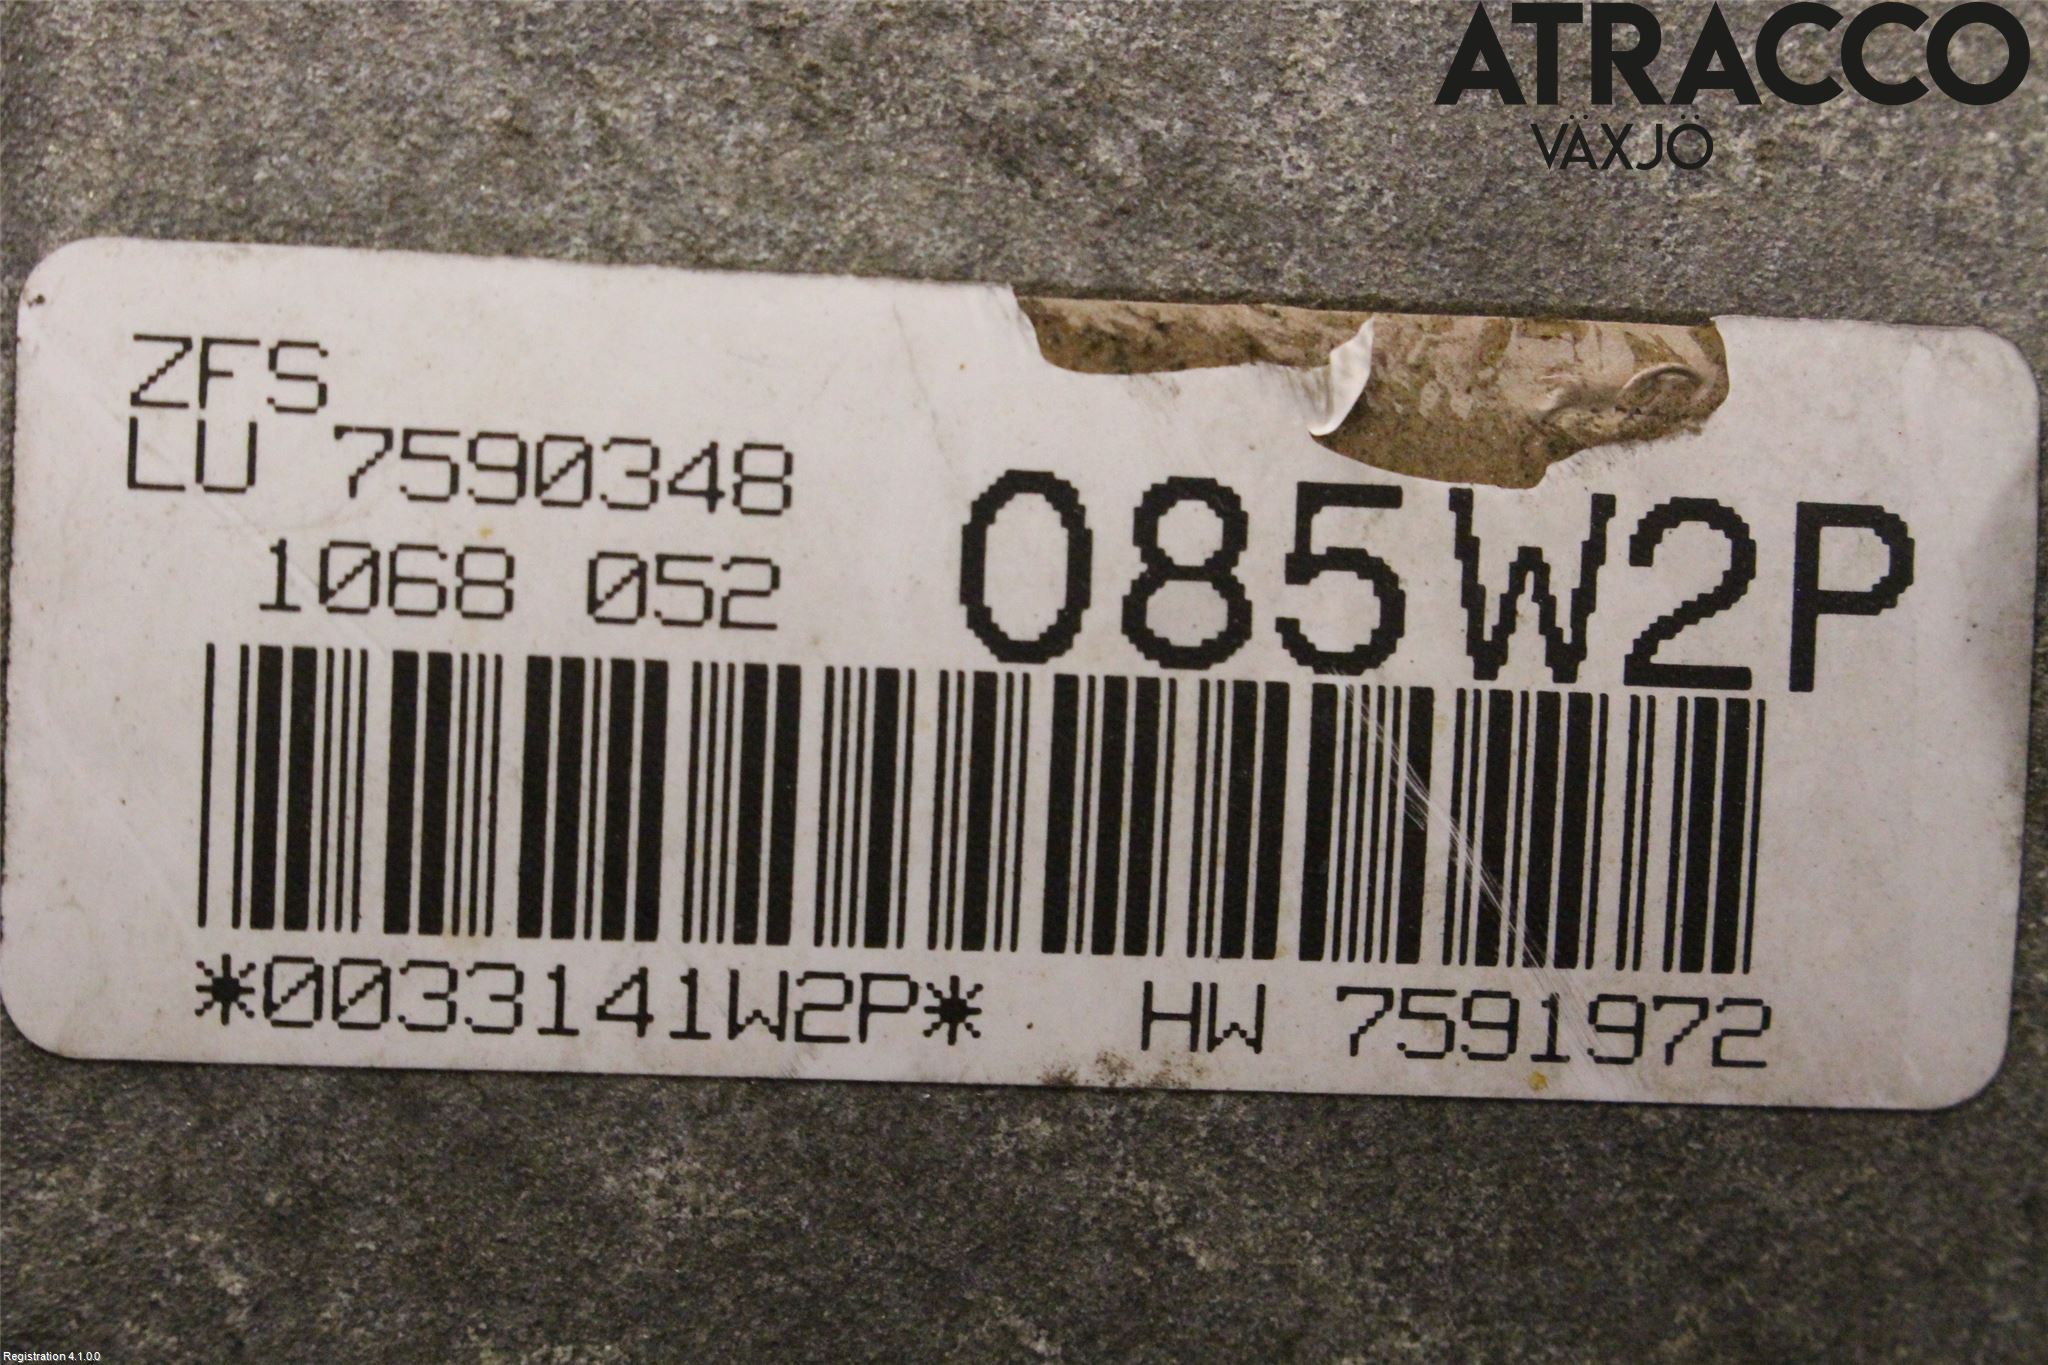 ATRACCO
VÄXJÖ
ZFS
LU 7590348
1068 052
085W2P
*0033141W2P* HW 7591972
Registration 4.1.0.0